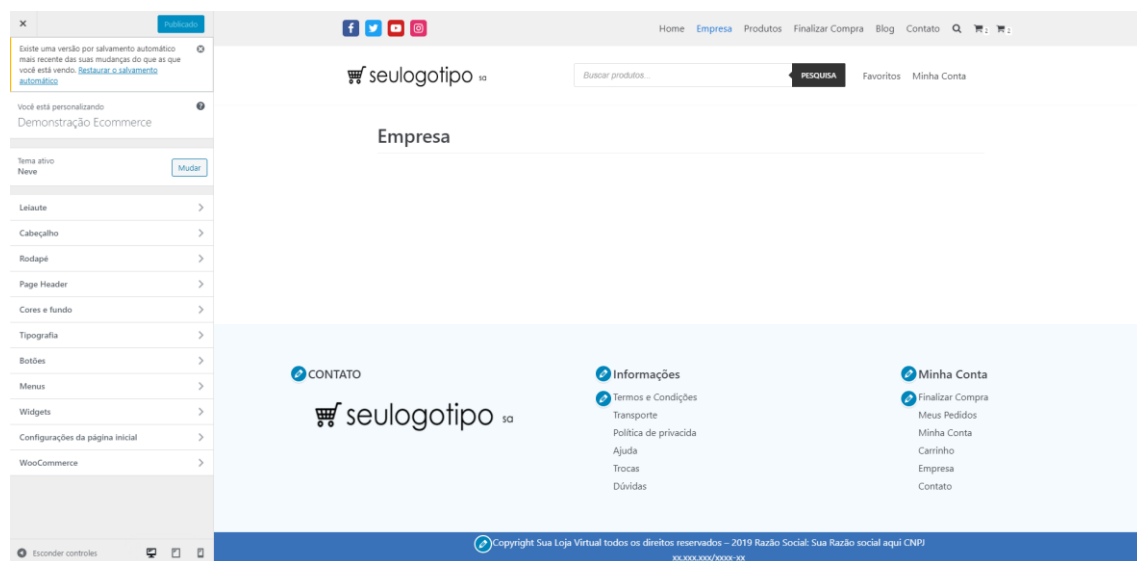 Publicado
Existe uma versão por salvamento automático
mais recente das suas mudanças do que as que
você está vendo. Restaurar o salvamento
automático
Você está personalizando
Demonstração Ecommerce
Tema ativo
Neve
Mudar
Leiaute
Cabeçalho
Rodapé
Page Header
Cores e fundo
Tipografia
Botões
Menus
Widgets
Configurações da página inicial
WooCommerce
Esconder controles
Home Empresa Produtos Finalizar Compra Blog Contato
seulogotipo sa
Buscar produtos... PESQUISA Favoritos Minha Conta
Empresa
CONTATO
seulogotipo sa
Informações
Termos e Condições
Transporte
Política de privacida
Ajuda
Trocas
Dúvidas
Minha Conta
Finalizar Compra
Meus Pedidos
Minha Conta
Carrinho
Empresa
Contato
Copyright Sua Loja Virtual todos os direitos reservados – 2019 Razão Social: Sua Razão social aqui CNPJ
xx.xxx.xxx/xxxx-xx